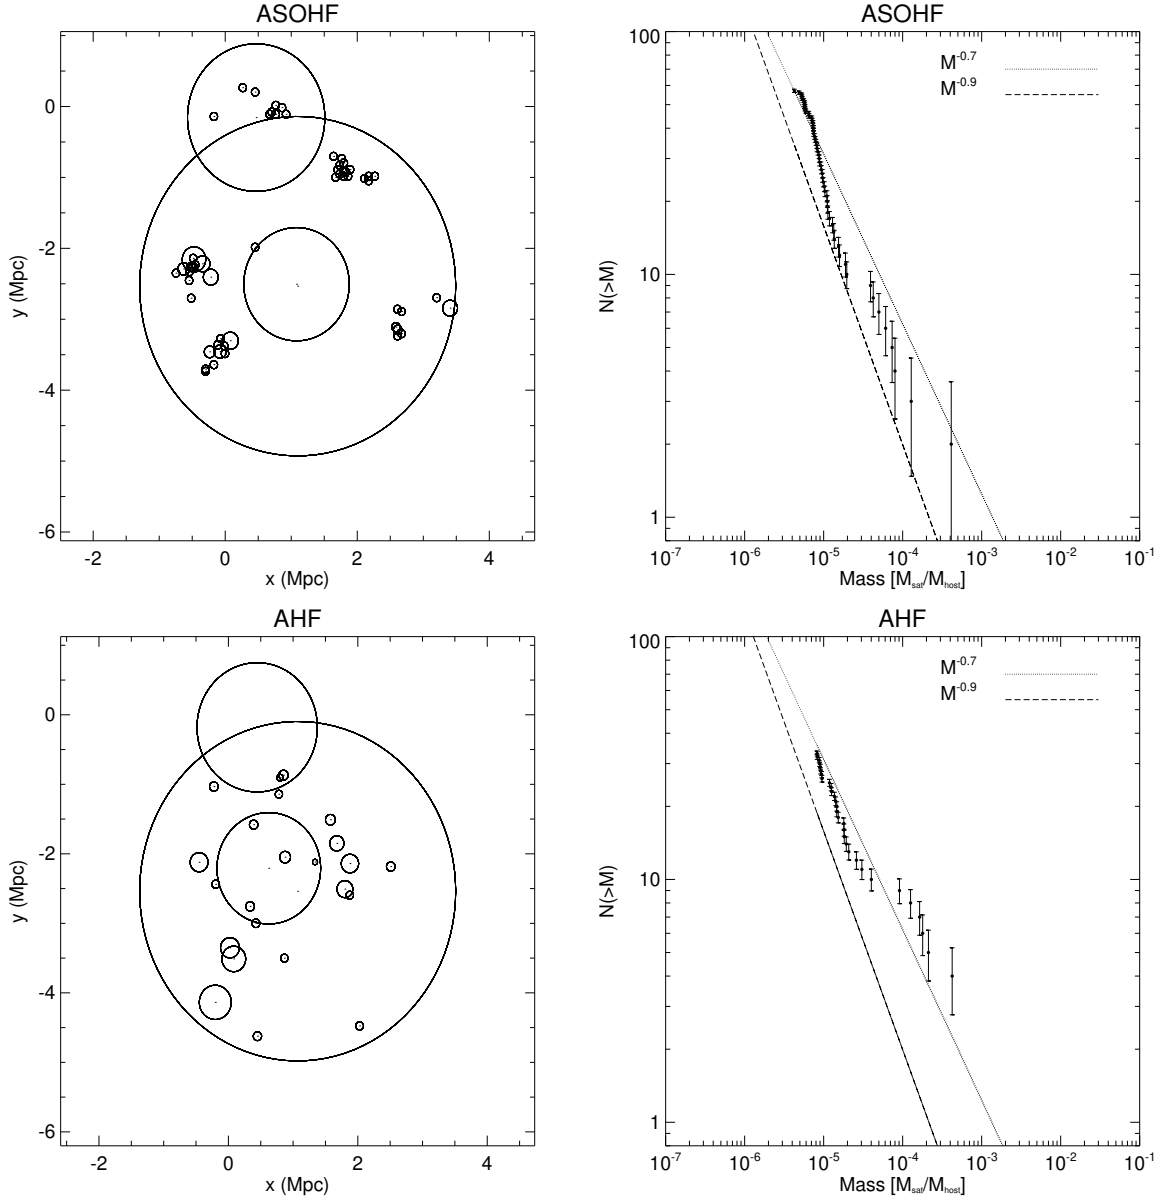 ASOHF
0
-2
-4
-6
y (Mpc)
-2 0 2 4
x (Mpc)
ASOHF
M^-0.7
M^-0.9
100
10
1
N(>M)
10^-7 10^-6 10^-5 10^-4 10^-3 10^-2 10^-1
Mass [M_sat/M_host]
AHF
0
-2
-4
-6
y (Mpc)
-2 0 2 4
x (Mpc)
AHF
M^-0.7
M^-0.9
100
10
1
N(>M)
10^-7 10^-6 10^-5 10^-4 10^-3 10^-2 10^-1
Mass [M_sat/M_host]